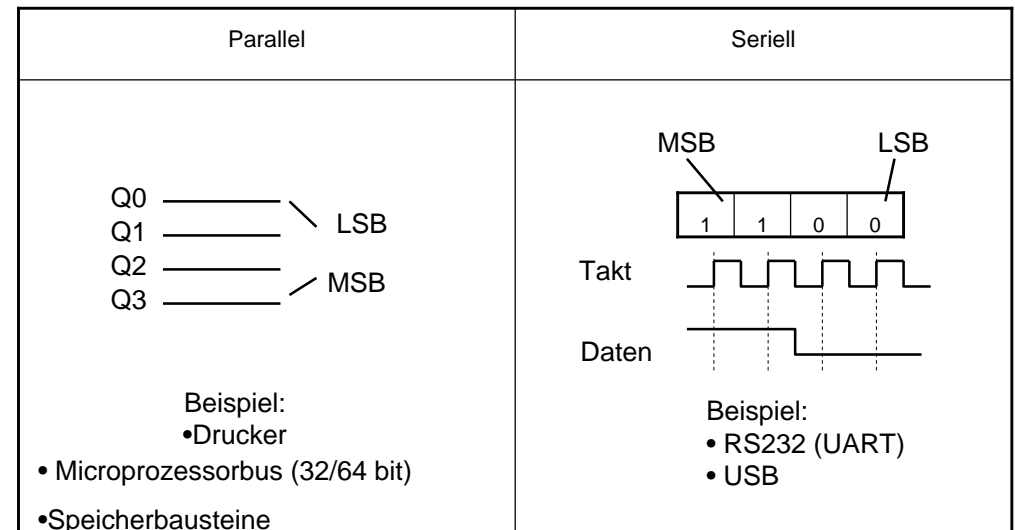 Parallel
Seriell
Q0
Q1
Q2
Q3
LSB
MSB
Beispiel:
•Drucker
• Microprozessorbus (32/64 bit)
•Speicherbausteine
MSB LSB
1 1 0 0
Takt
Daten
Beispiel:
• RS232 (UART)
• USB